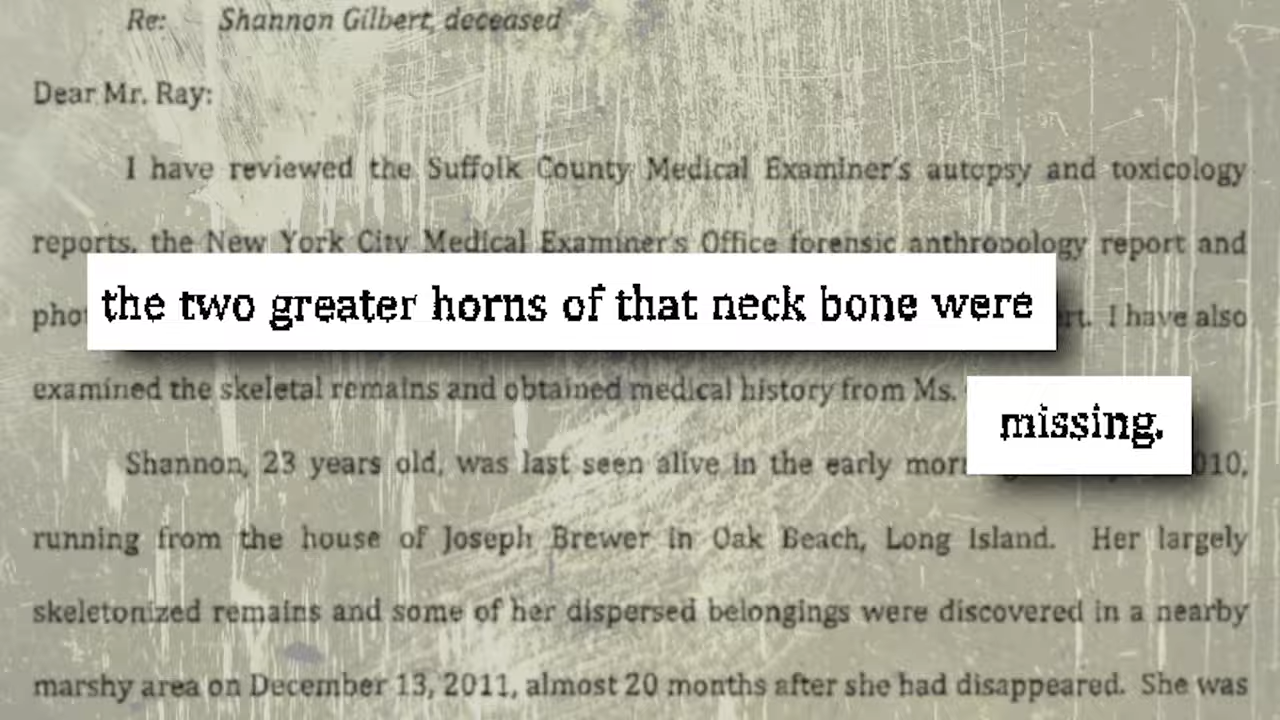 Re: Shannon Gilbert, deceased
Dear Mr. Ray:
I have reviewed the Suffolk County Medical Examiner's autopsy and toxicology
reports, the New York City Medical Examiner's Office forensic anthropology report and
the two greater horns of that neck bone were
I have also
examined the skeletal remains and obtained medical history from Ms.
missing.
Shannon, 23 years old, was last seen alive in the early
running from the house of Joseph Brewer in Oak Beach, Long Island. Her largely
skeletonized remains and some of her dispersed belongings were discovered in a nearby
marshy area on December 13, 2011, almost 20 months after she had disappeared. She was